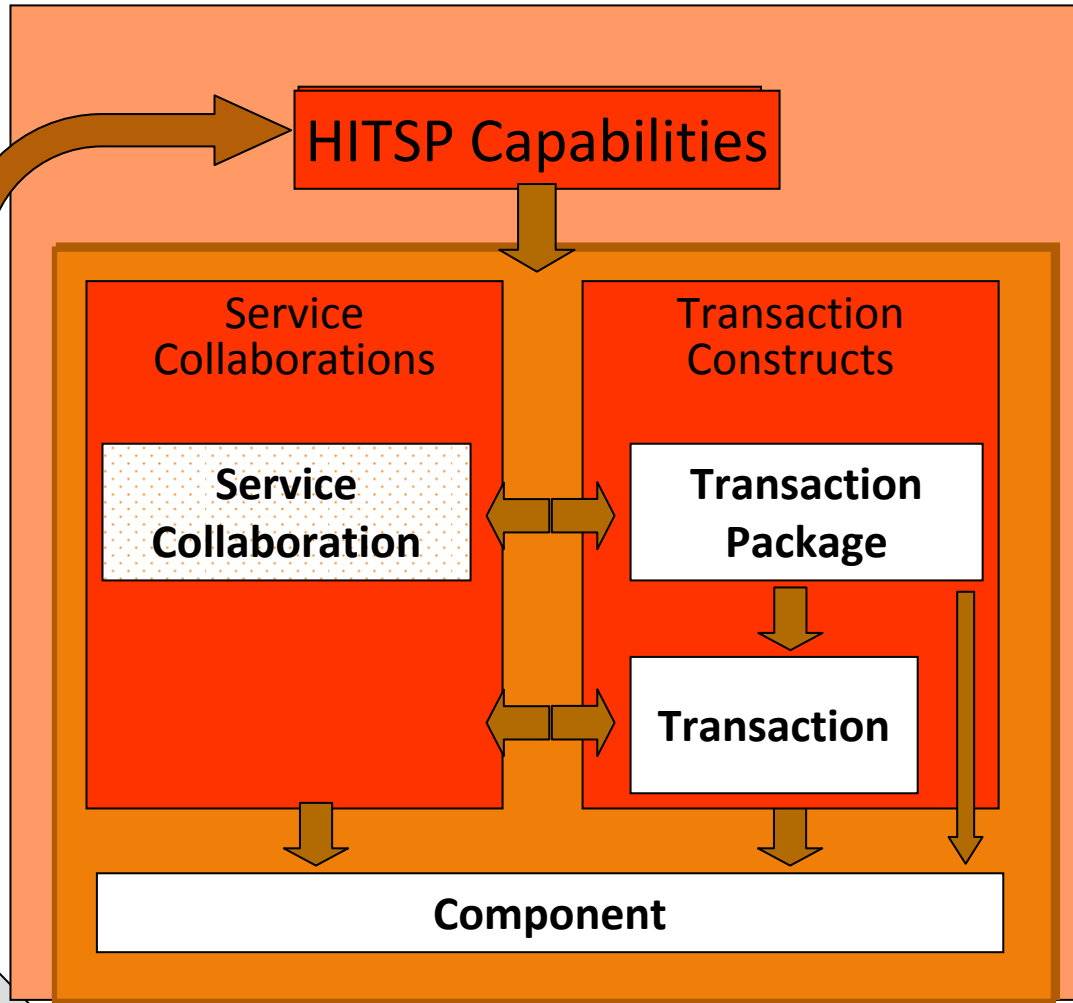 HITSP Capabilities
Service
Collaborations
Transaction
Constructs
Service
Collaboration
Transaction
Package
Transaction
Component